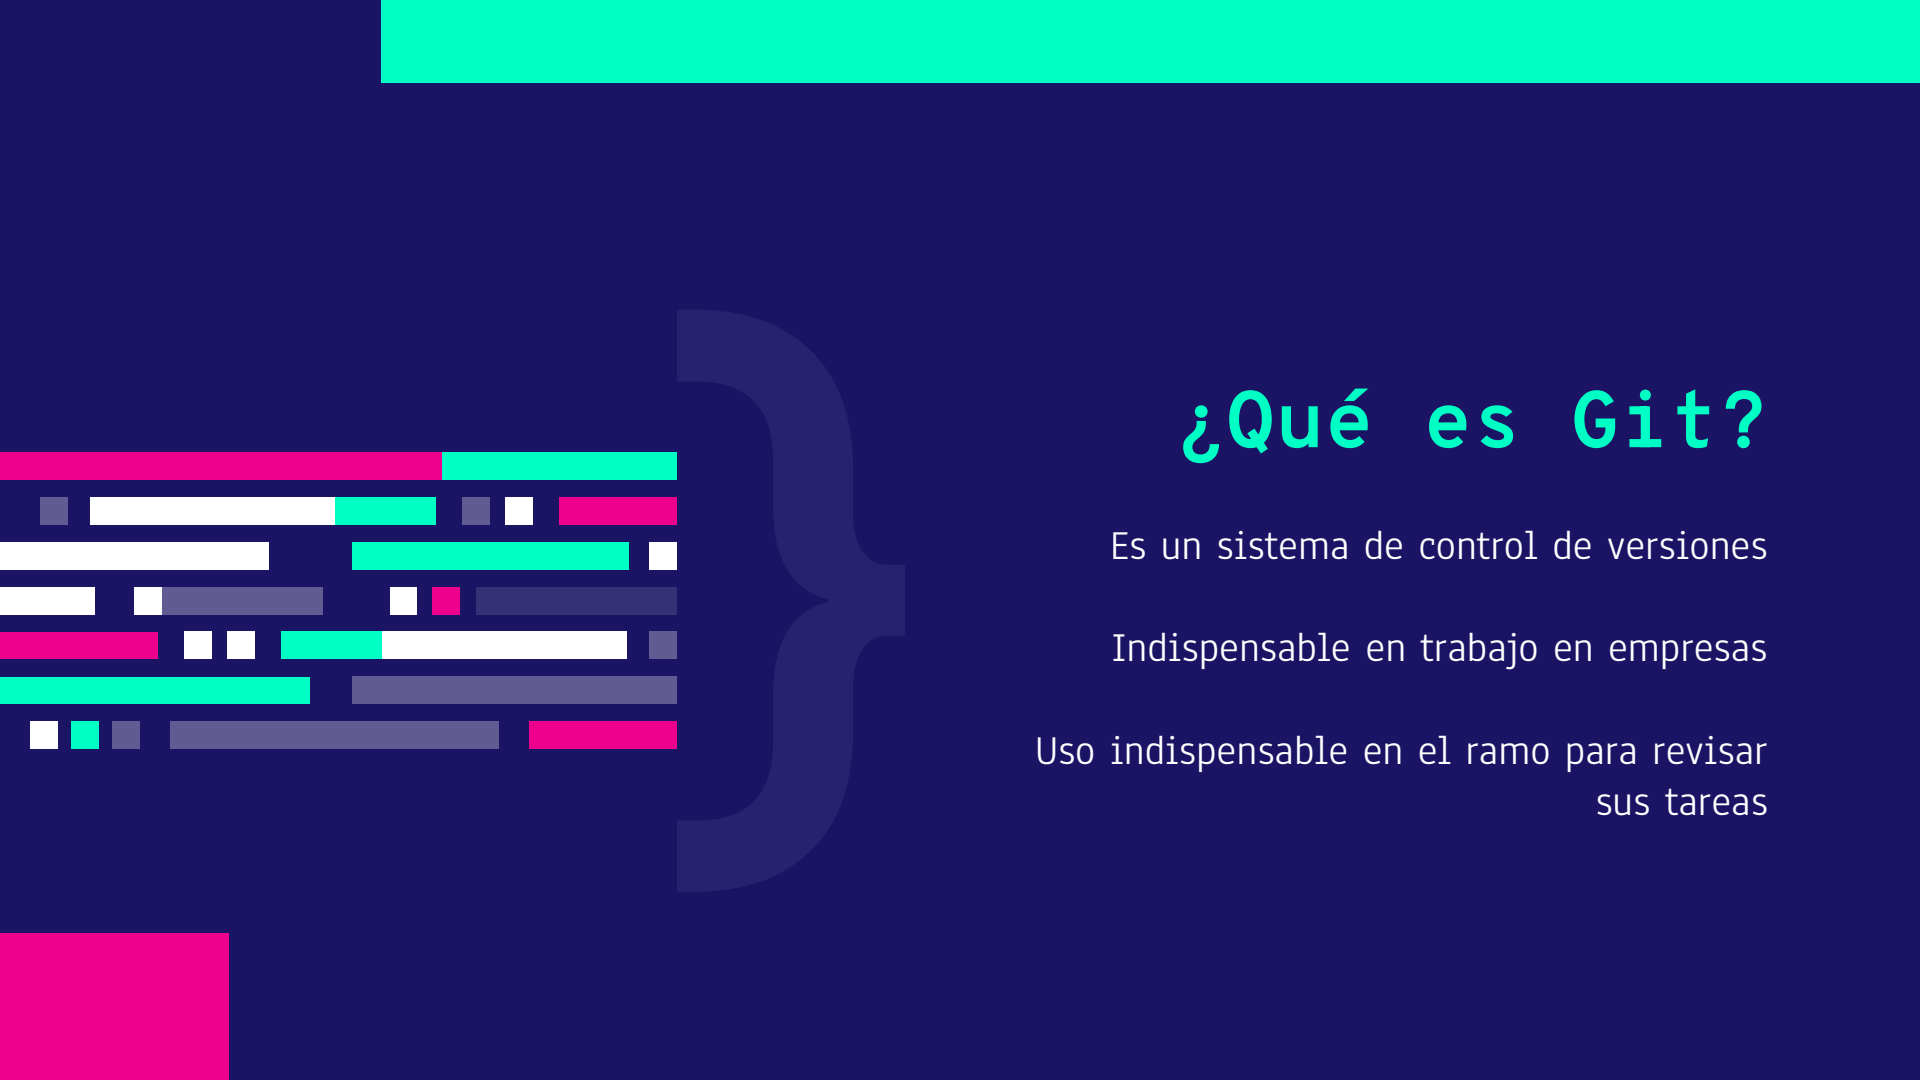 ¿Qué es Git?
Es un sistema de control de versiones
Indispensable en trabajo en empresas
Uso indispensable en el ramo para revisar
sus tareas
}